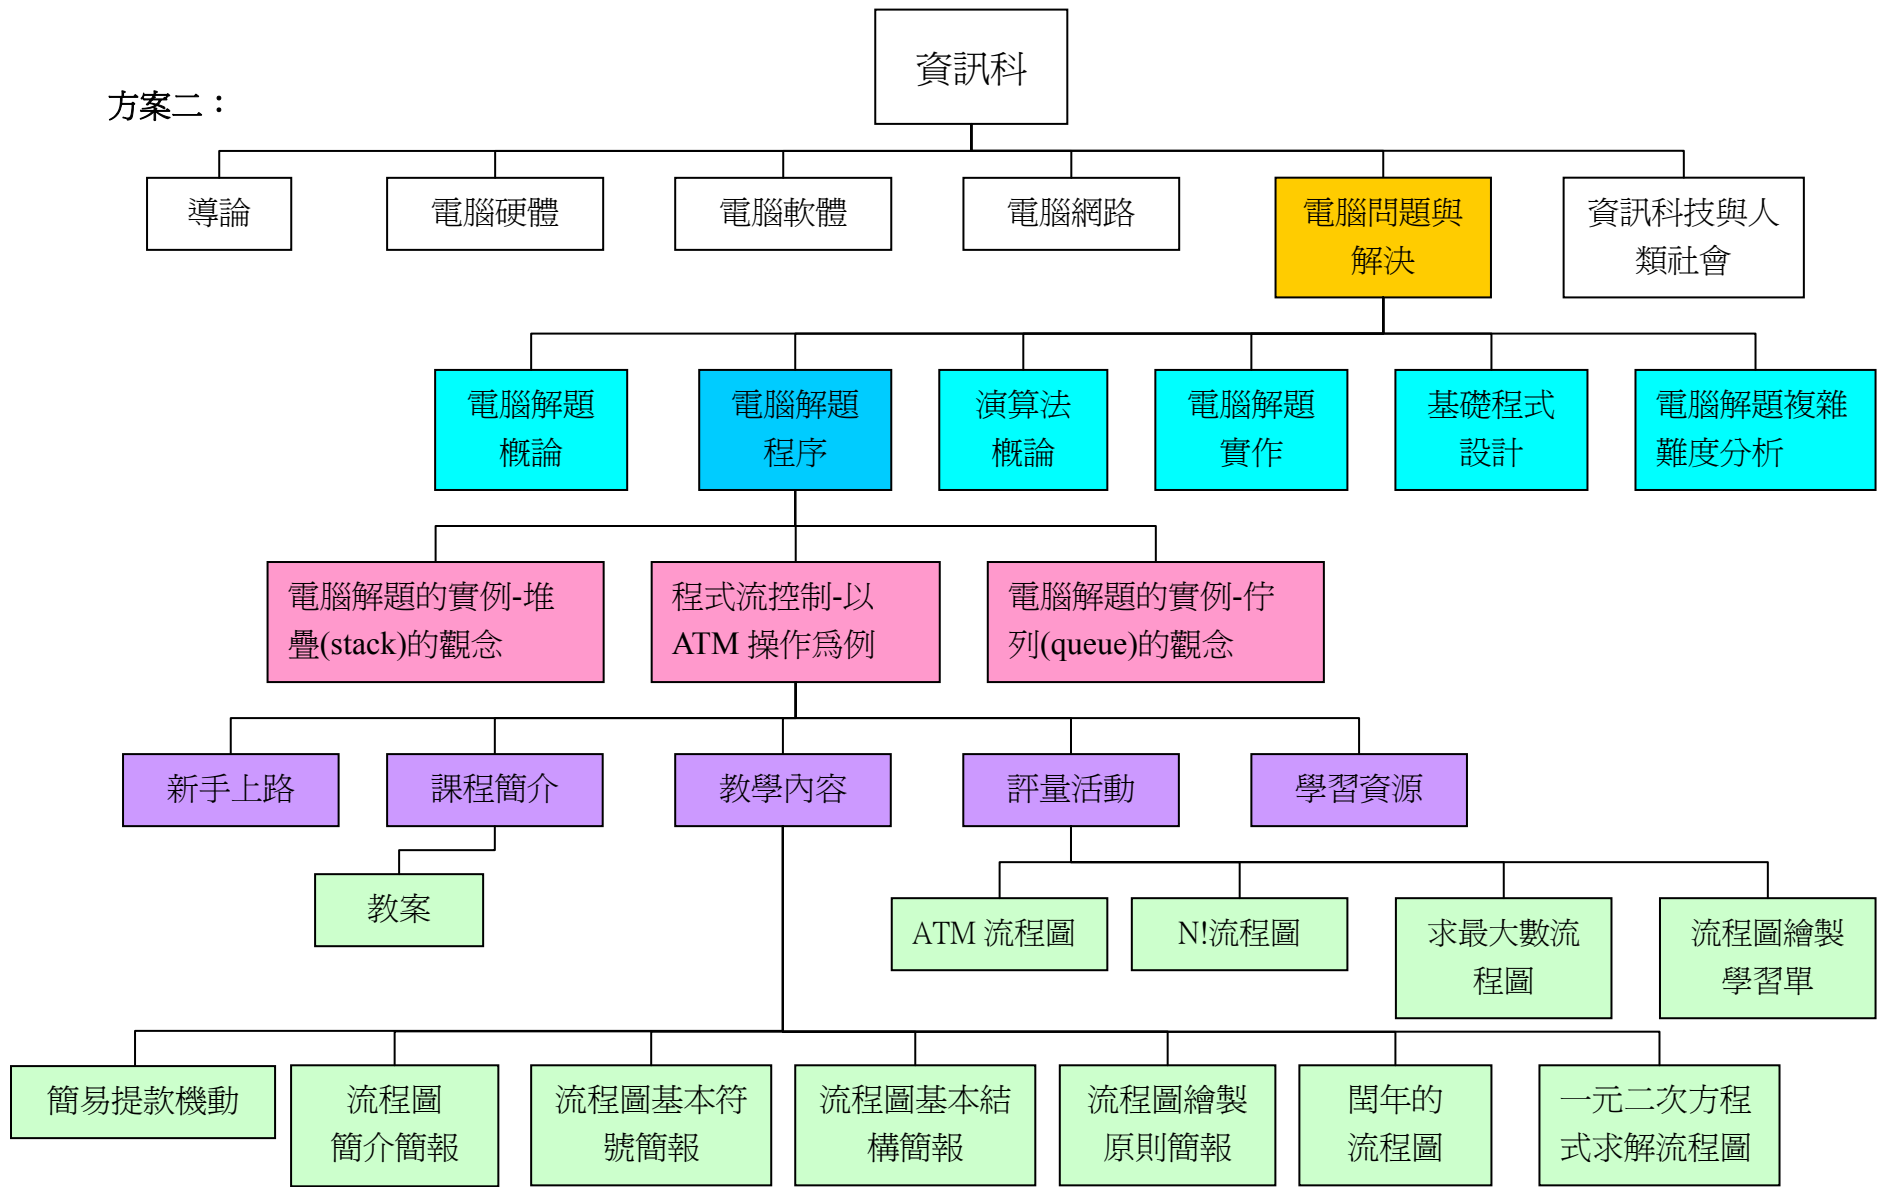 資訊科
方案二：
導論
電腦硬體
電腦軟體
電腦網路
電腦問題與
解決
資訊科技與人
類社會
電腦解題
概論
電腦解題
程序
演算法
概論
電腦解題
實作
基礎程式
設計
電腦解題複雜
難度分析
電腦解題的實例-堆
疊(stack)的觀念
程式流控制-以
ATM 操作為例
電腦解題的實例-佇
列(queue)的觀念
新手上路
課程簡介
教學內容
評量活動
學習資源
教案
ATM 流程圖
N!流程圖
求最大數流
程圖
流程圖繪製
學習單
簡易提款機動
流程圖
簡介簡報
流程圖基本符
號簡報
流程圖基本結
構簡報
流程圖繪製
原則簡報
閏年的
流程圖
一元二次方程
式求解流程圖